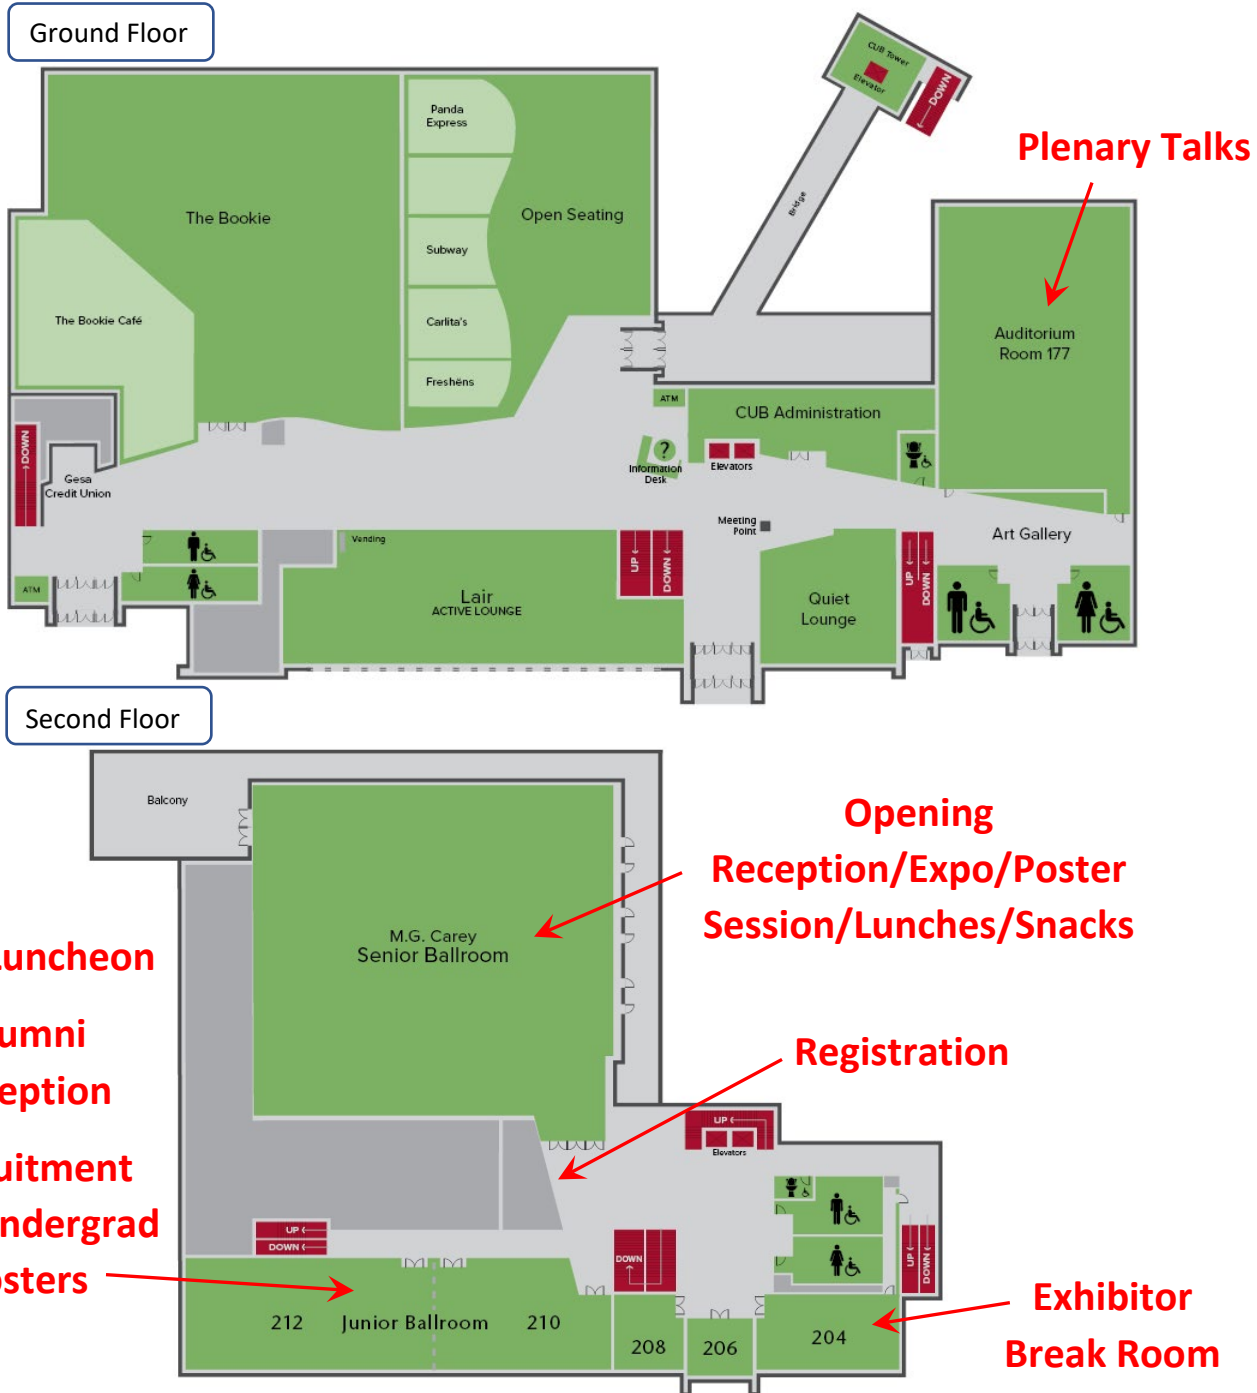 Ground Floor
CUB Tower
Elevator
DOWN
Plenary Talks
Panda
Express
The Bookie
Open Seating
Bridge
Subway
The Bookie Café
Carlita's
Auditorium
Room 177
Freshëns
ATM
CUB Administration
DOWN
?
Information
Desk
Elevators
Gesa
Credit Union
Meeting
Point
Art Gallery
Vending
UP
DOWN
UP
DOWN
ATM
Lair
ACTIVE LOUNGE
Quiet
Lounge
Second Floor
Balcony
Opening
Reception/Expo/Poster
Session/Lunches/Snacks
M.G. Carey
Senior Ballroom
uncheon
umni
eption
Registration
UP
Elevators
uitment
ndergrad
sters
UP
DOWN
DOWN
UP
DOWN
212
Junior Ballroom
210
208
206
204
Exhibitor
Break Room